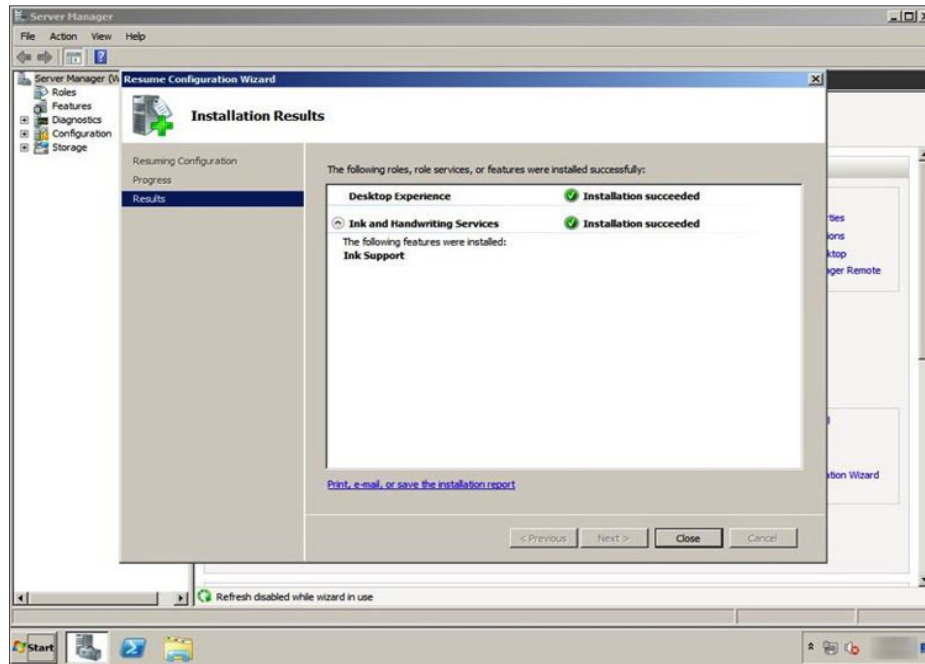 Server Manager
File Action View Help
Server Manager (W
Roles
Features
Diagnostics
Configuration
Storage
Resume Configuration Wizard
Installation Results
Resuming Configuration
Progress
Results
The following roles, role services, or features were installed successfully:
Desktop Experience Installation succeeded
Ink and Handwriting Services Installation succeeded
The following features were installed:
Ink Support
Print, e-mail, or save the installation report
< Previous Next > Close Cancel
ties
ions
ktop
ager Remote
ation Wizard
Refresh disabled while wizard in use
Start